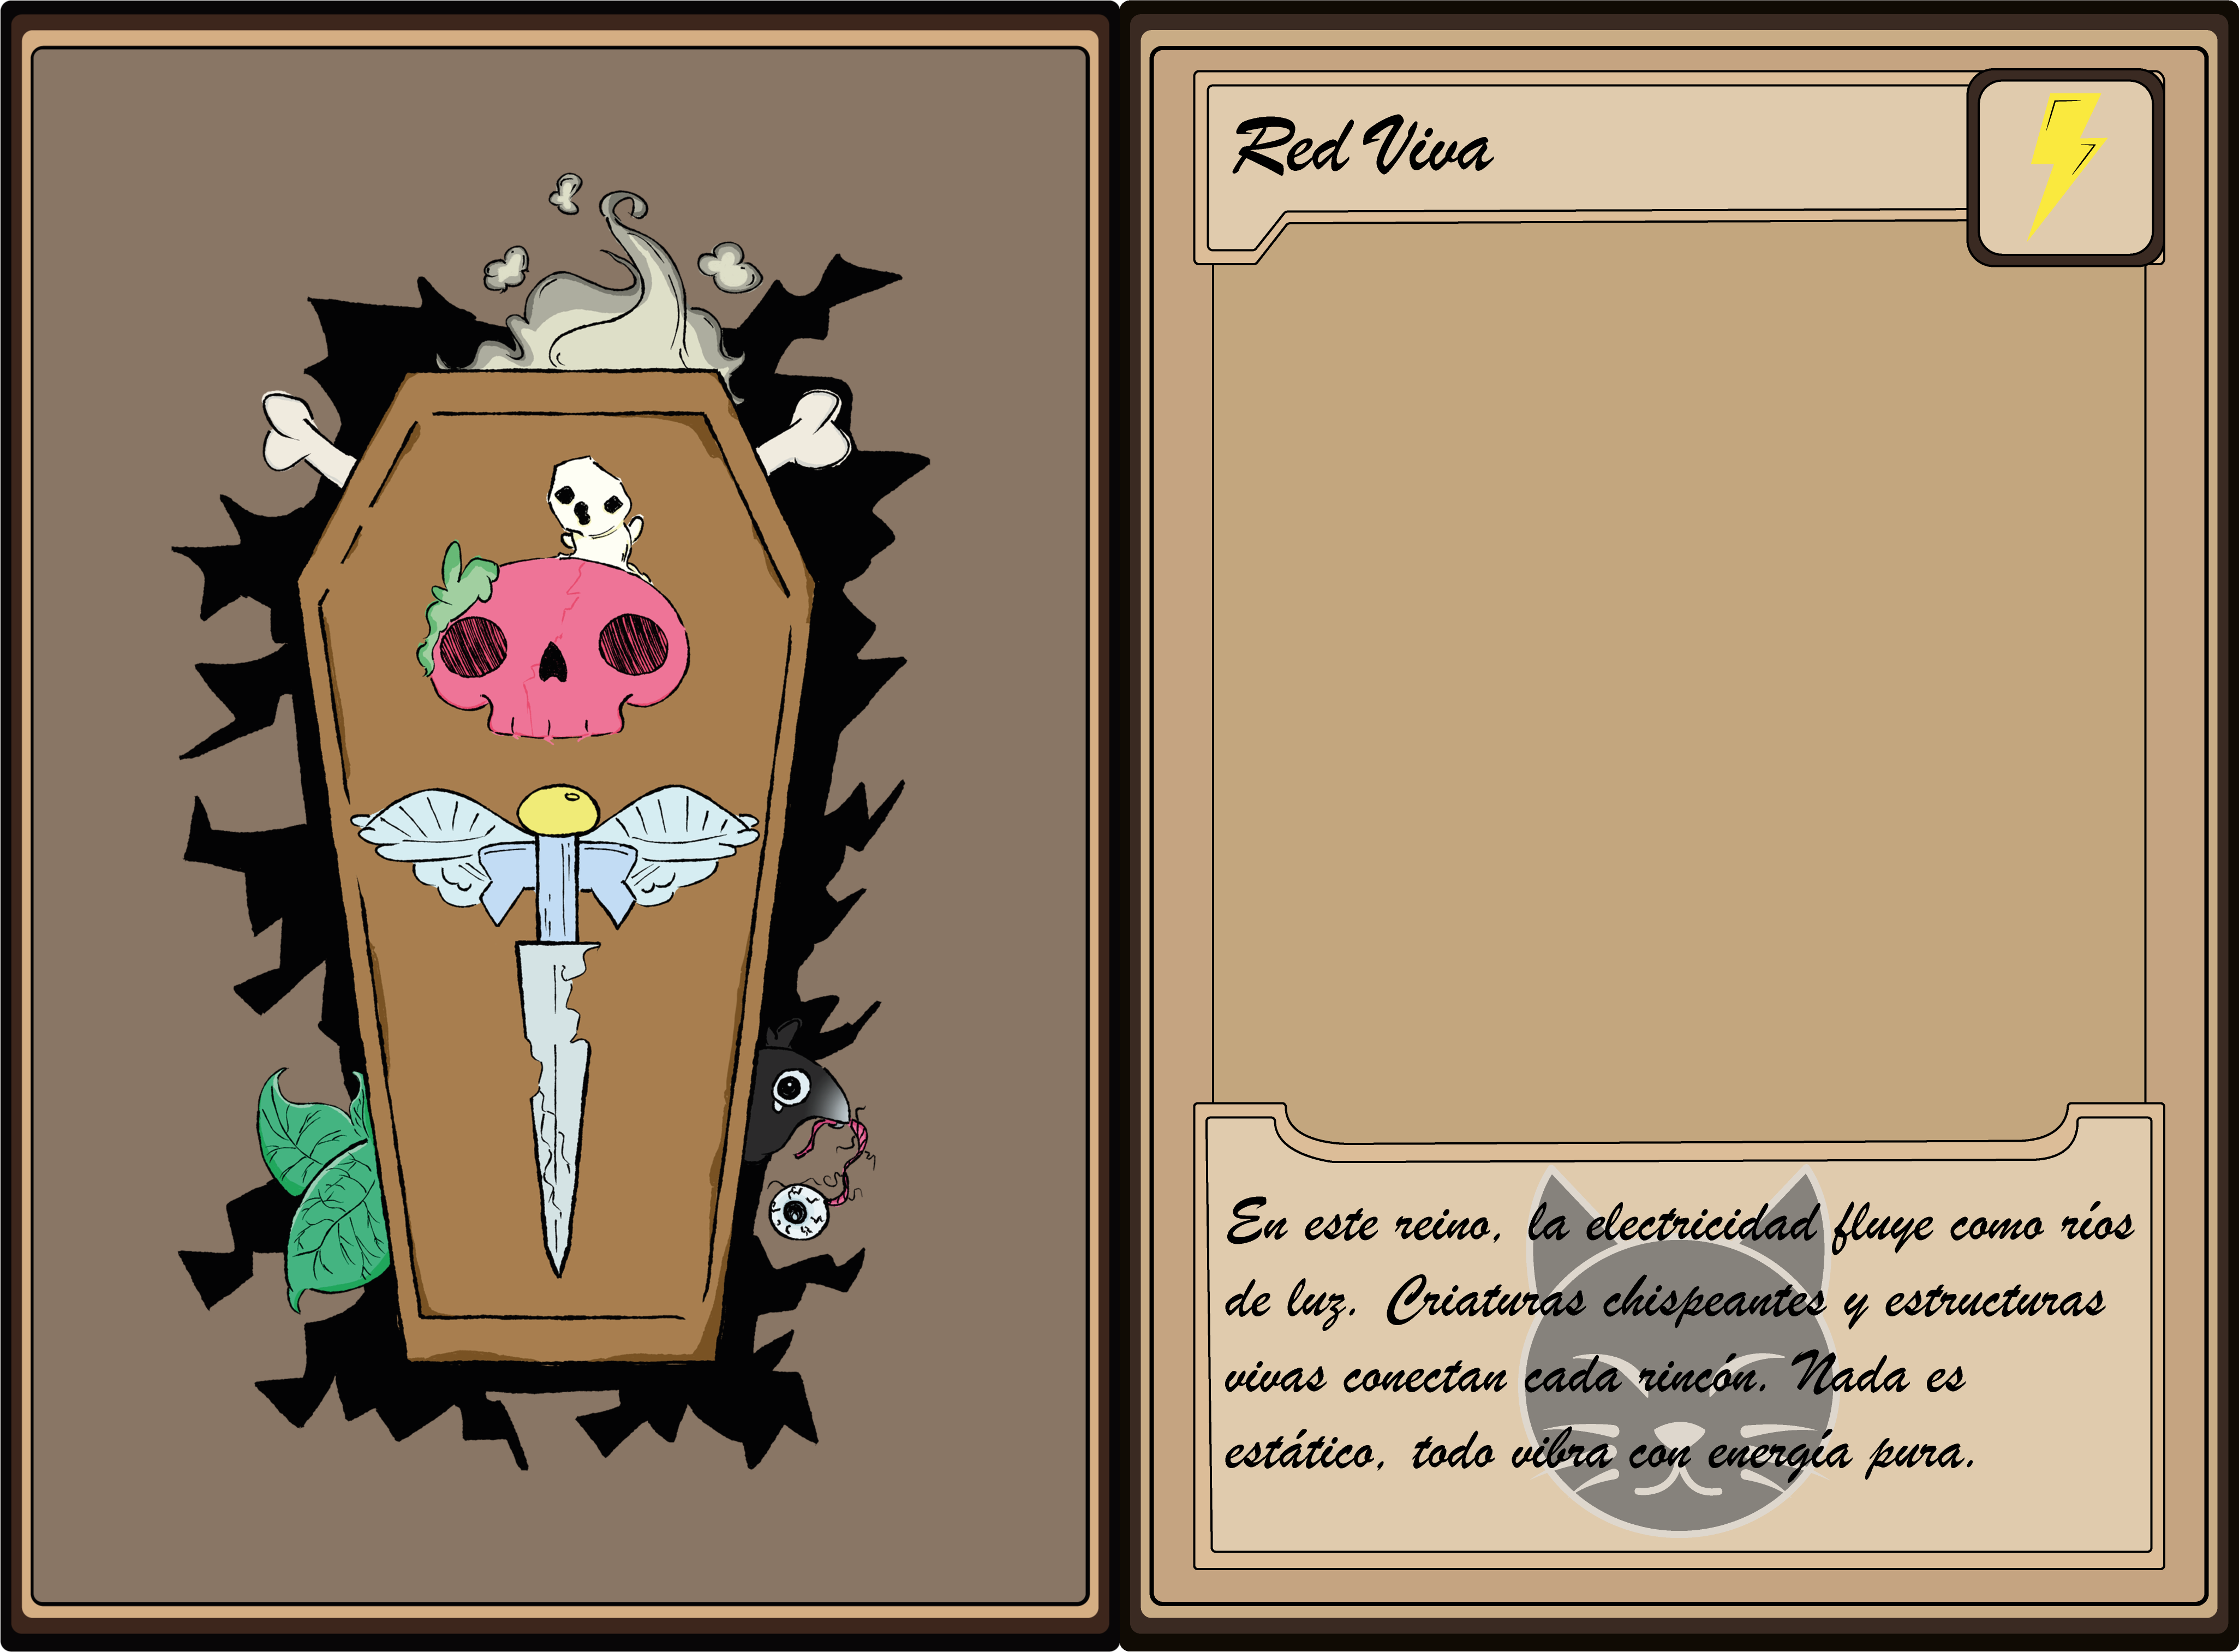 Red Viva
En este reino, la electricidad fluye como ríos
de luz. Criaturas chispeantes y estructuras
vivas conectan cada rincón. Nada es
estático, todo vibra con energía pura.